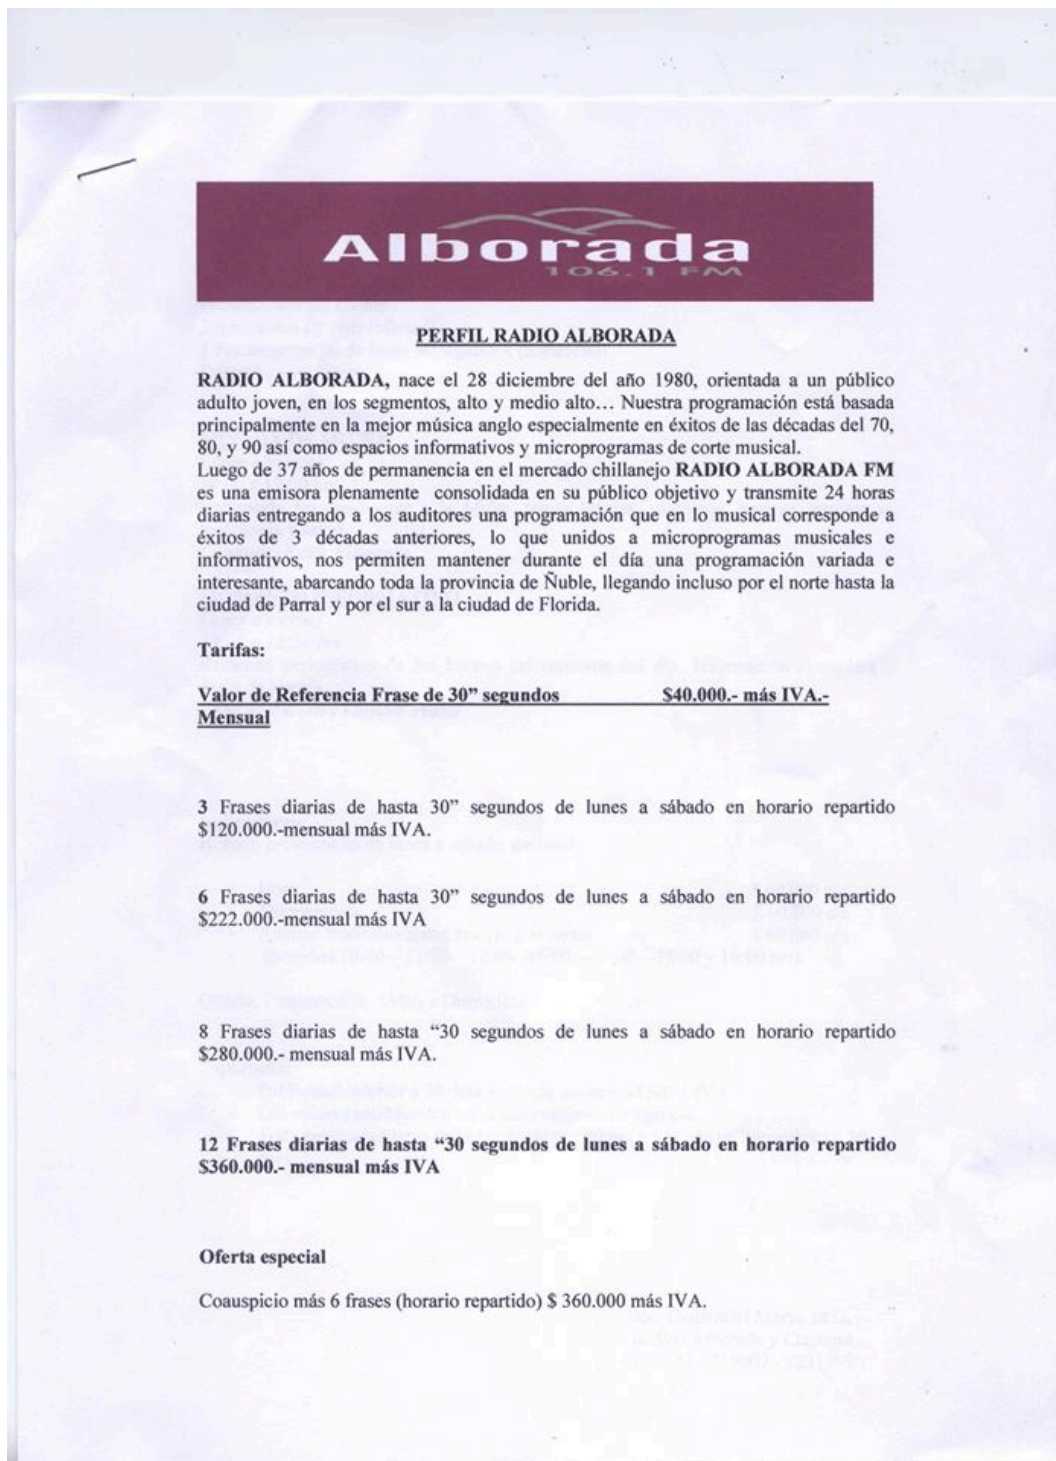 Alborada
106.1 FM
PERFIL RADIO ALBORADA
RADIO ALBORADA, nace el 28 diciembre del año 1980, orientada a un público
adulto joven, en los segmentos, alto y medio alto… Nuestra programación está basada
principalmente en la mejor música anglo especialmente en éxitos de las décadas del 70,
80, y 90 así como espacios informativos y microprogramas de corte musical.
Luego de 37 años de permanencia en el mercado chillanejo RADIO ALBORADA FM
es una emisora plenamente consolidada en su público objetivo y transmite 24 horas
diarias entregando a los auditores una programación que en lo musical corresponde a
éxitos de 3 décadas anteriores, lo que unidos a microprogramas musicales e
informativos, nos permiten mantener durante el día una programación variada e
interesante, abarcando toda la provincia de Ñuble, llegando incluso por el norte hasta la
ciudad de Parral y por el sur a la ciudad de Florida.
Tarifas:
Valor de Referencia Frase de 30” segundos $40.000.- más IVA.-
Mensual
3 Frases diarias de hasta 30” segundos de lunes a sábado en horario repartido
$120.000.-mensual más IVA.
6 Frases diarias de hasta 30” segundos de lunes a sábado en horario repartido
$222.000.-mensual más IVA
8 Frases diarias de hasta “30 segundos de lunes a sábado en horario repartido
$280.000.- mensual más IVA.
12 Frases diarias de hasta “30 segundos de lunes a sábado en horario repartido
$360.000.- mensual más IVA
Oferta especial
Coauspicio más 6 frases (horario repartido) $ 360.000 más IVA.